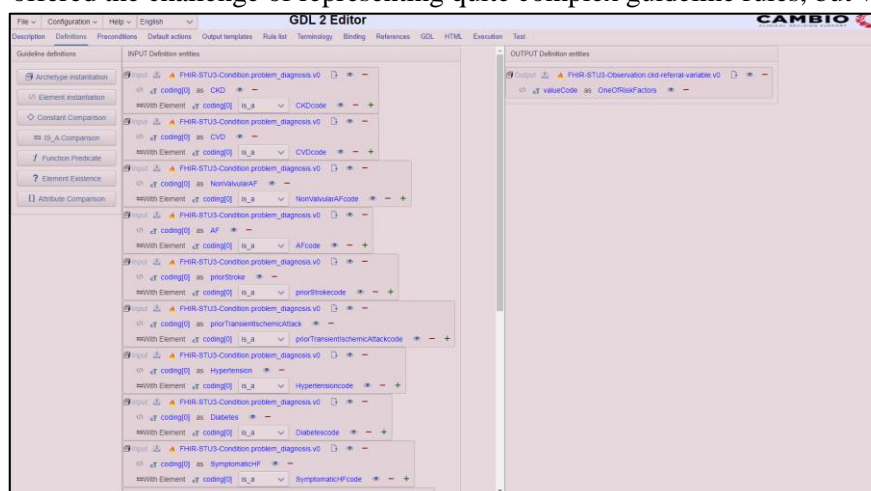 offered the challenge of representing quite complex guideline rules, but
File Configuration Help English GDL 2 Editor CAMBIO
Description Definitions Preconditions Default actions Output templates Rule list Terminology Binding References GDL HTML Execution Test
Guideline definitions
Archetype instantiation
Element instantiation
Constant Comparison
IS_A Comparison
Function Predicate
Element Existence
Attribute Comparison
INPUT Definition entities
Input FHIR-STU3-Condition.problem_diagnosis.v0
coding[0] as CKD
With Element coding[0] is_a CKDcode
Input FHIR-STU3-Condition.problem_diagnosis.v0
coding[0] as CVD
With Element coding[0] is_a CVDcode
Input FHIR-STU3-Condition.problem_diagnosis.v0
coding[0] as NonValvularAF
With Element coding[0] is_a NonValvularAFcode
Input FHIR-STU3-Condition.problem_diagnosis.v0
coding[0] as AF
With Element coding[0] is_a AFcode
Input FHIR-STU3-Condition.problem_diagnosis.v0
coding[0] as priorStroke
With Element coding[0] is_a priorStrokecode
Input FHIR-STU3-Condition.problem_diagnosis.v0
coding[0] as priorTransientIschemicAttack
With Element coding[0] is_a priorTransientIschemicAttackcode
Input FHIR-STU3-Condition.problem_diagnosis.v0
coding[0] as Hypertension
With Element coding[0] is_a Hypertensioncode
Input FHIR-STU3-Condition.problem_diagnosis.v0
coding[0] as Diabetes
With Element coding[0] is_a Diabetescode
Input FHIR-STU3-Condition.problem_diagnosis.v0
coding[0] as SymptomaticHF
With Element coding[0] is_a SymptomaticHFcode
OUTPUT Definition entities
Output FHIR-STU3-Observation.ckd-referral-variable.v0
valueCode as OneOfRiskFactors